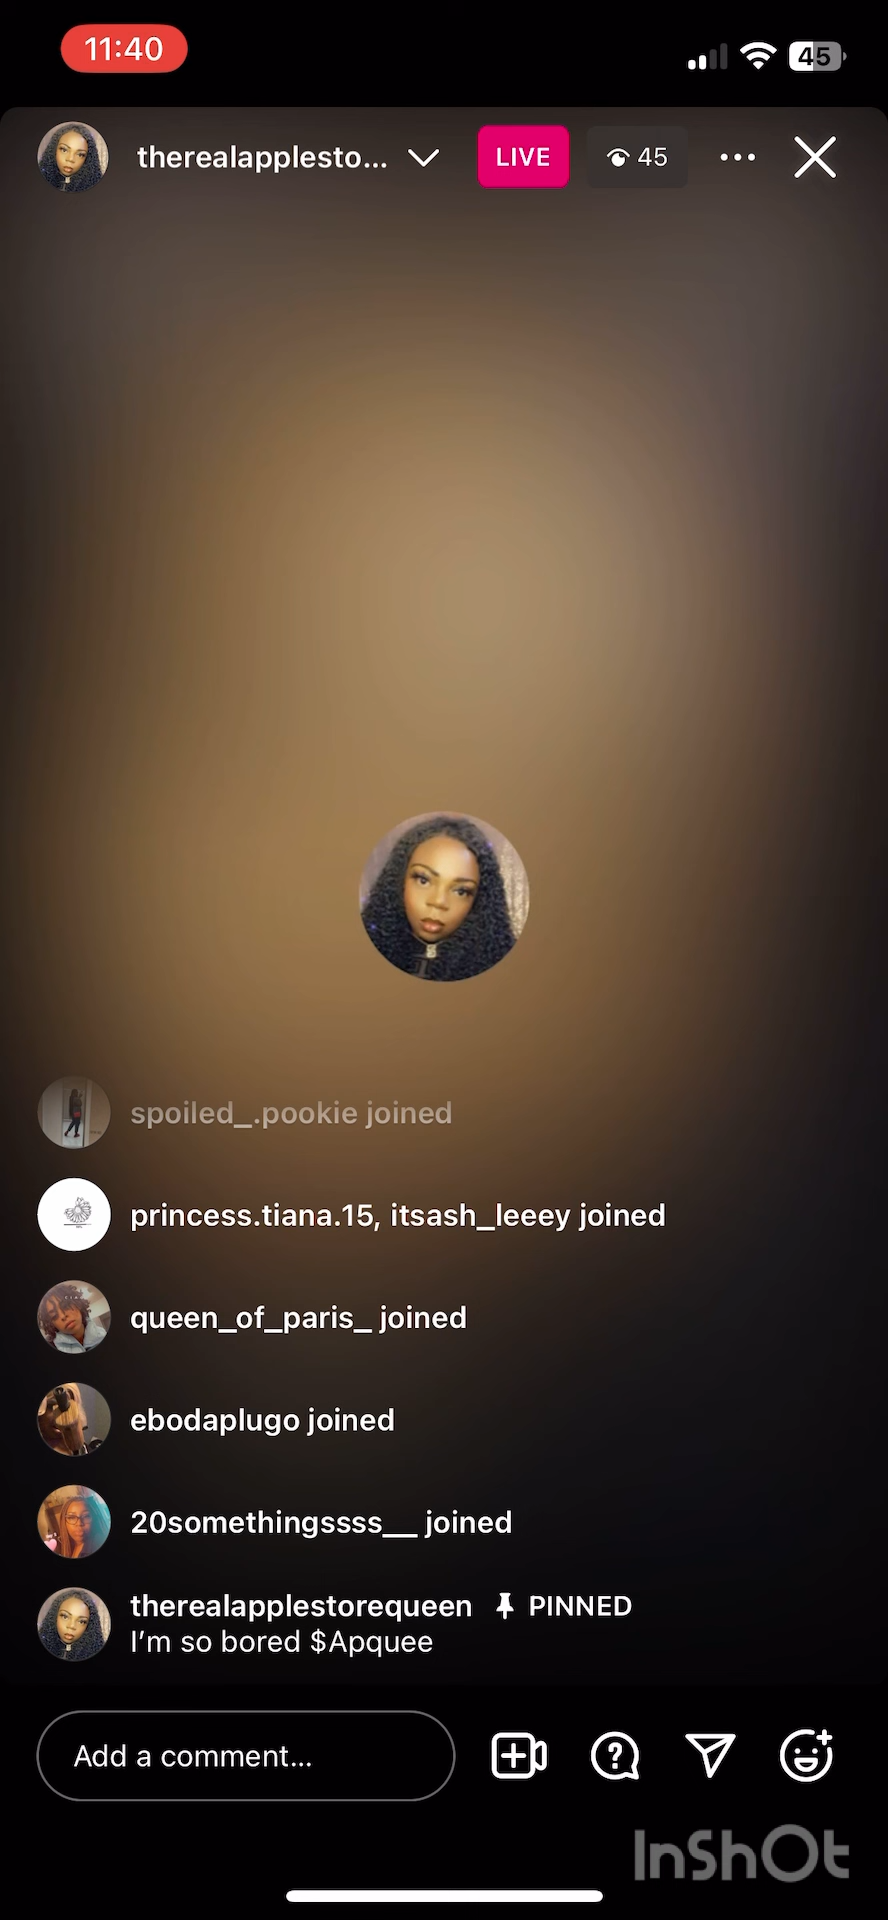 11:40
45
therealapplesto...
LIVE
45
spoiled_.pookie joined
princess.tiana.15, itsash_leeey joined
queen_of_paris_ joined
ebodaplugo joined
20somethingssss__ joined
therealapplestorequeen PINNED
I'm so bored $Apquee
Add a comment...
InShOt